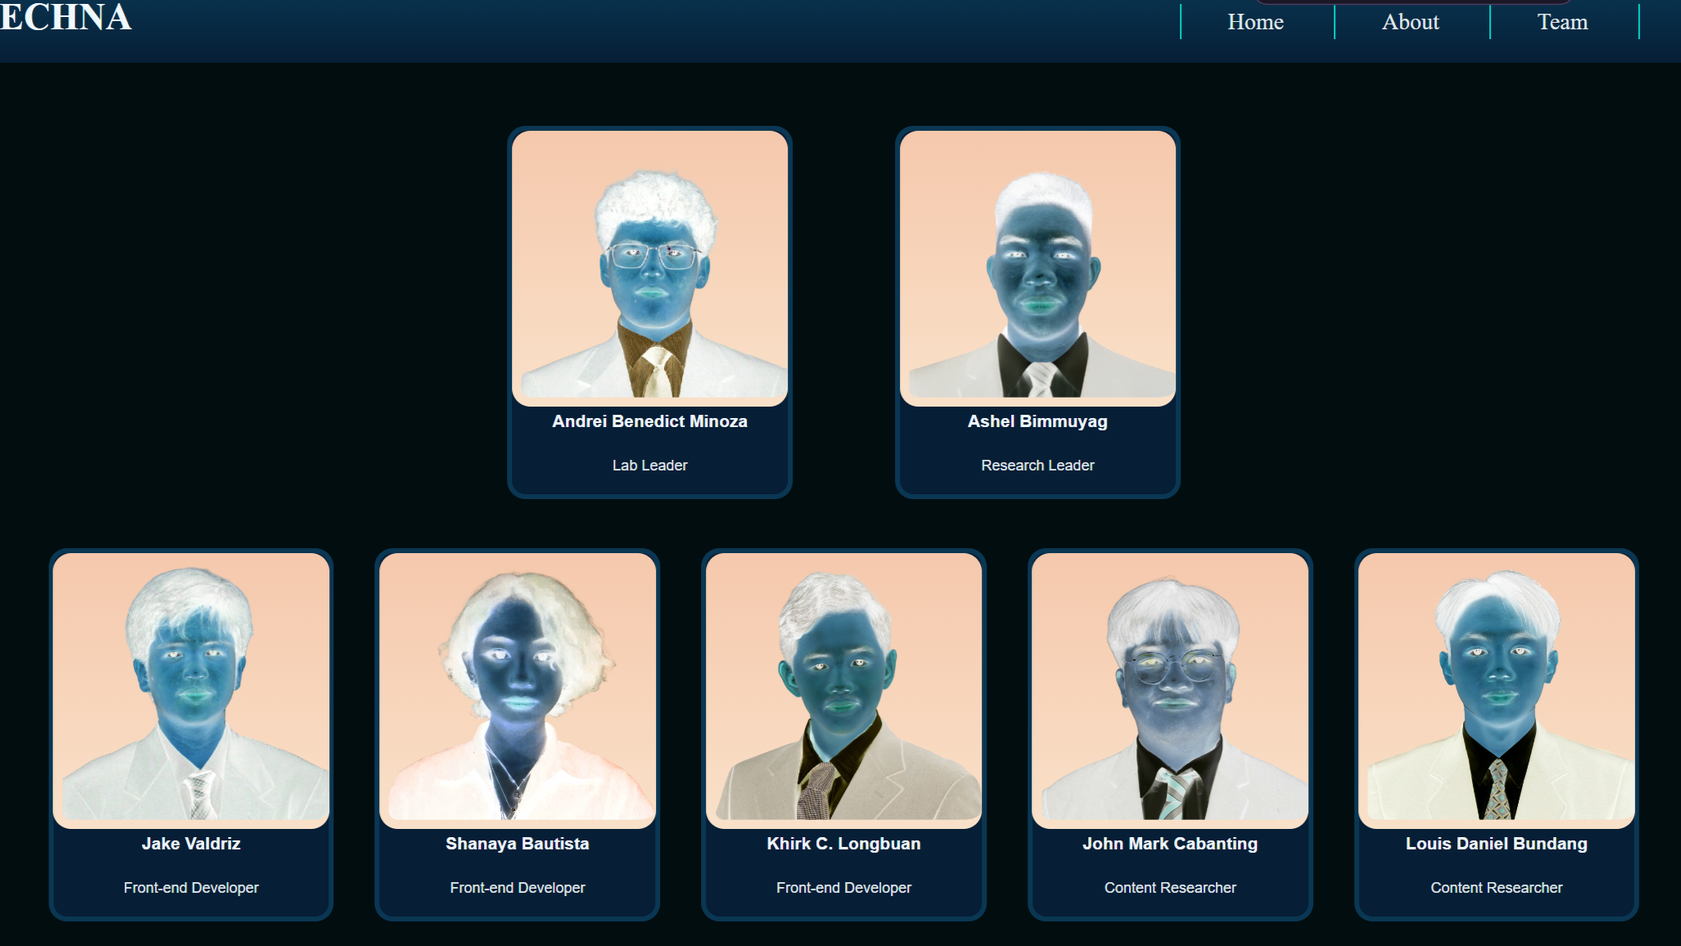 ECHNA
Home
About
Team
Andrei Benedict Minoza
Lab Leader
Ashel Bimmuyag
Research Leader
Jake Valdriz
Front-end Developer
Shanaya Bautista
Front-end Developer
Khirk C. Longbuan
Front-end Developer
John Mark Cabanting
Content Researcher
Louis Daniel Bundang
Content Researcher